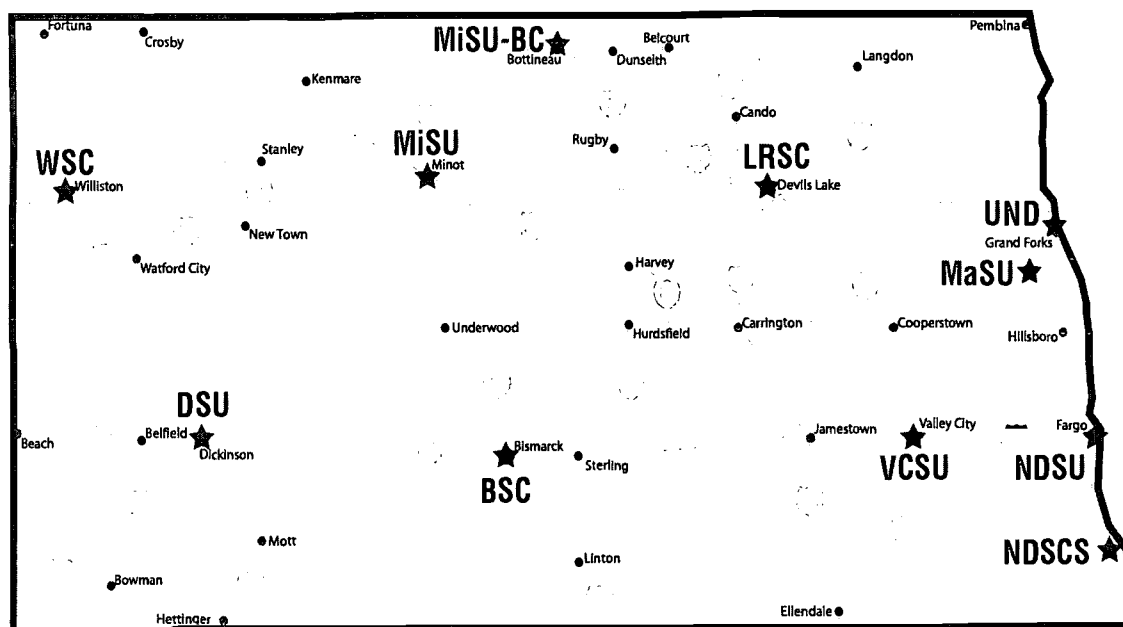 Fortuna
Crosby
MiSU-BC
Bottineau
Belcourt
Dunseith
Pembina
Langdon
Kenmare
Cando
Rugby
Stanley
MiSU
Minot
WSC
Williston
LRSC
Devils Lake
New Town
UND
Grand Forks
Watford City
Harvey
MaSU
Underwood
Hurdsfield
Carrington
Cooperstown
Hillsboro
DSU
Beach
Belfield
Dickinson
Bismarck
BSC
Sterling
Jamestown
Valley City
VCSU
Fargo
NDSU
Mott
Linton
NDSCS
Bowman
Hettinger
Ellendale